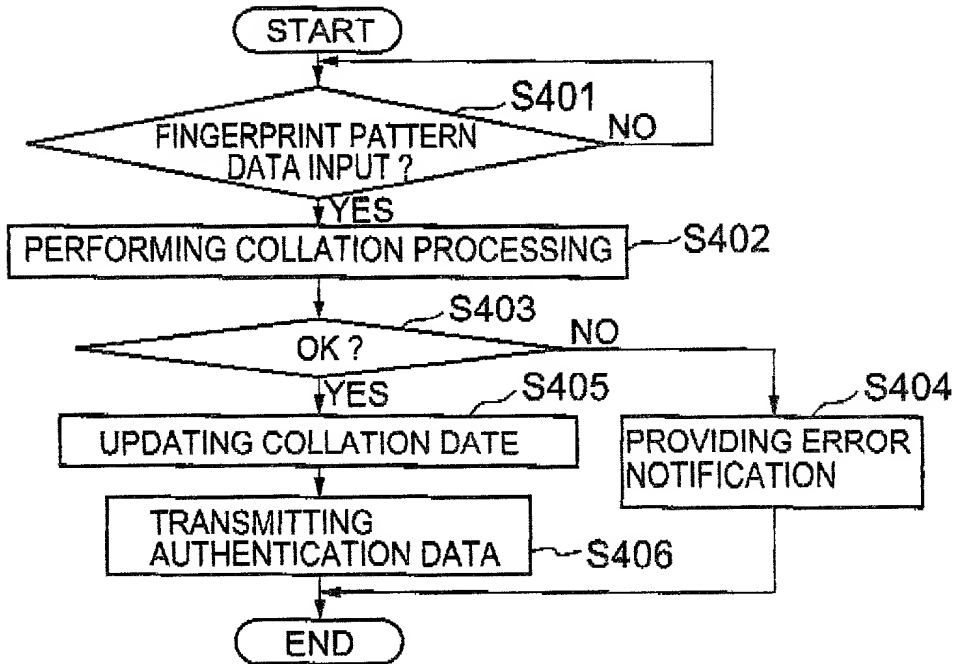 START
S401
FINGERPRINT PATTERN
DATA INPUT ?
NO
YES
PERFORMING COLLATION PROCESSING
S402
S403
OK ?
NO
YES
S405
UPDATING COLLATION DATE
S404
PROVIDING ERROR
NOTIFICATION
TRANSMITTING
AUTHENTICATION DATA
S406
END